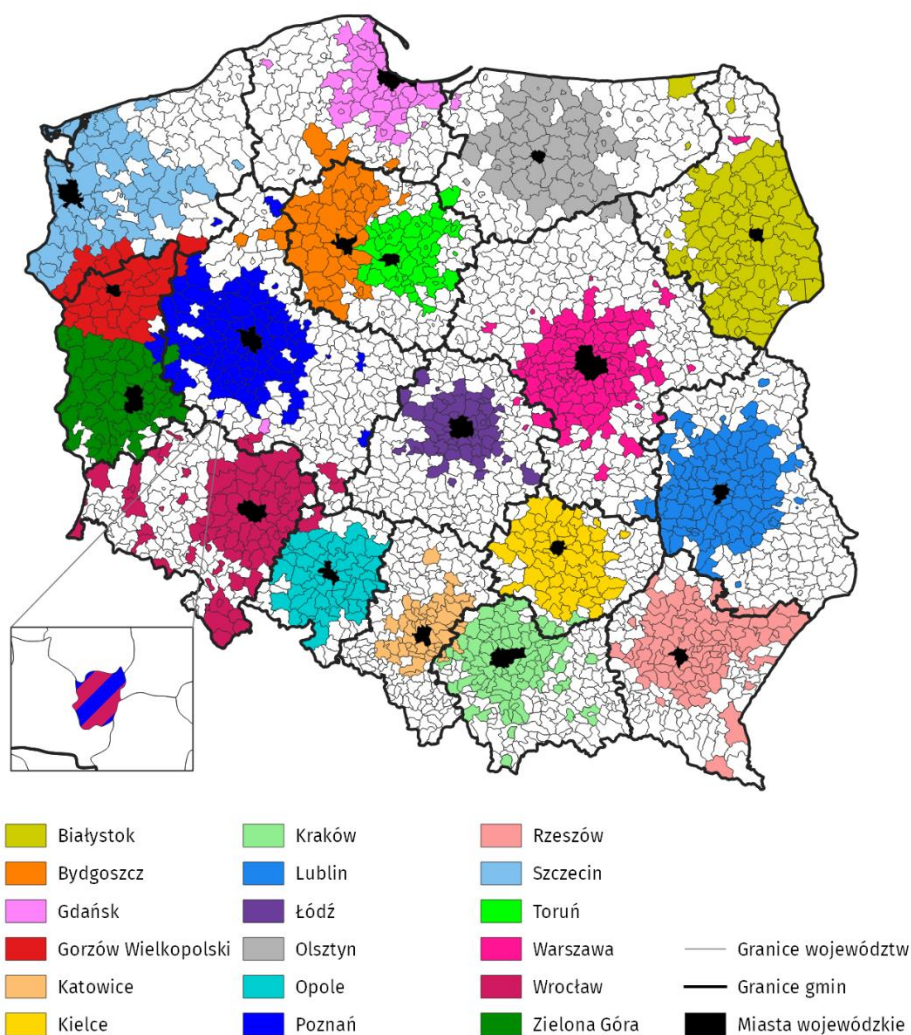 Białystok
Bydgoszcz
Gdańsk
Gorzów Wielkopolski
Katowice
Kielce
Kraków
Lublin
Łódź
Olsztyn
Opole
Poznań
Rzeszów
Szczecin
Toruń
Warszawa
Wrocław
Zielona Góra
Granice województw
Granice gmin
Miasta wojewódzkie